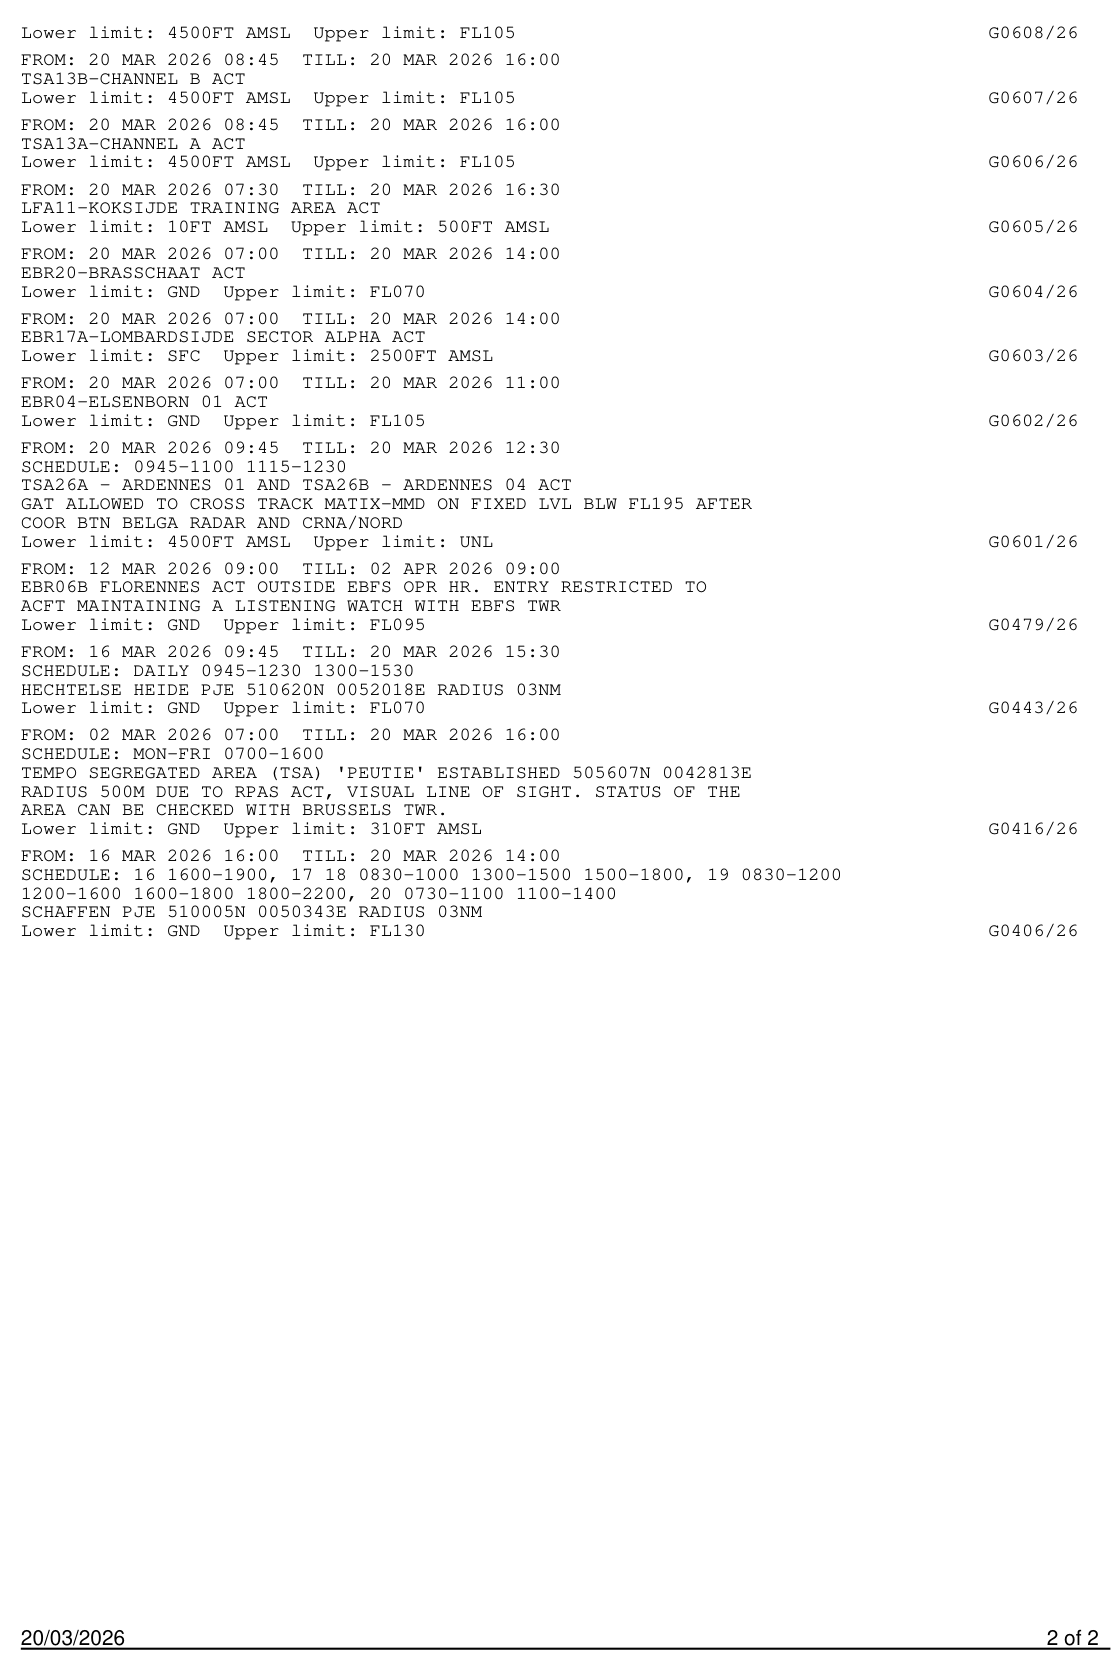 Lower limit: 4500FT AMSL  Upper limit: FL105 G0608/26
FROM: 20 MAR 2026 08:45  TILL: 20 MAR 2026 16:00
TSA13B-CHANNEL B ACT
Lower limit: 4500FT AMSL  Upper limit: FL105 G0607/26
FROM: 20 MAR 2026 08:45  TILL: 20 MAR 2026 16:00
TSA13A-CHANNEL A ACT
Lower limit: 4500FT AMSL  Upper limit: FL105 G0606/26
FROM: 20 MAR 2026 07:30  TILL: 20 MAR 2026 16:30
LFA11-KOKSIJDE TRAINING AREA ACT
Lower limit: 10FT AMSL  Upper limit: 500FT AMSL G0605/26
FROM: 20 MAR 2026 07:00  TILL: 20 MAR 2026 14:00
EBR20-BRASSCHAAT ACT
Lower limit: GND  Upper limit: FL070 G0604/26
FROM: 20 MAR 2026 07:00  TILL: 20 MAR 2026 14:00
EBR17A-LOMBARDSIJDE SECTOR ALPHA ACT
Lower limit: SFC  Upper limit: 2500FT AMSL G0603/26
FROM: 20 MAR 2026 07:00  TILL: 20 MAR 2026 11:00
EBR04-ELSENBORN 01 ACT
Lower limit: GND  Upper limit: FL105 G0602/26
FROM: 20 MAR 2026 09:45  TILL: 20 MAR 2026 12:30
SCHEDULE: 0945-1100 1115-1230
TSA26A - ARDENNES 01 AND TSA26B - ARDENNES 04 ACT
GAT ALLOWED TO CROSS TRACK MATIX-MMD ON FIXED LVL BLW FL195 AFTER
COOR BTN BELGA RADAR AND CRNA/NORD
Lower limit: 4500FT AMSL  Upper limit: UNL G0601/26
FROM: 12 MAR 2026 09:00  TILL: 02 APR 2026 09:00
EBR06B FLORENNES ACT OUTSIDE EBFS OPR HR. ENTRY RESTRICTED TO
ACFT MAINTAINING A LISTENING WATCH WITH EBFS TWR
Lower limit: GND  Upper limit: FL095 G0479/26
FROM: 16 MAR 2026 09:45  TILL: 20 MAR 2026 15:30
SCHEDULE: DAILY 0945-1230 1300-1530
HECHTELSE HEIDE PJE 510620N 0052018E RADIUS 03NM
Lower limit: GND  Upper limit: FL070 G0443/26
FROM: 02 MAR 2026 07:00  TILL: 20 MAR 2026 16:00
SCHEDULE: MON-FRI 0700-1600
TEMPO SEGREGATED AREA (TSA) 'PEUTIE' ESTABLISHED 505607N 0042813E
RADIUS 500M DUE TO RPAS ACT, VISUAL LINE OF SIGHT. STATUS OF THE
AREA CAN BE CHECKED WITH BRUSSELS TWR.
Lower limit: GND  Upper limit: 310FT AMSL G0416/26
FROM: 16 MAR 2026 16:00  TILL: 20 MAR 2026 14:00
SCHEDULE: 16 1600-1900, 17 18 0830-1000 1300-1500 1500-1800, 19 0830-1200
1200-1600 1600-1800 1800-2200, 20 0730-1100 1100-1400
SCHAFFEN PJE 510005N 0050343E RADIUS 03NM
Lower limit: GND  Upper limit: FL130 G0406/26
20/03/2026 2 of 2